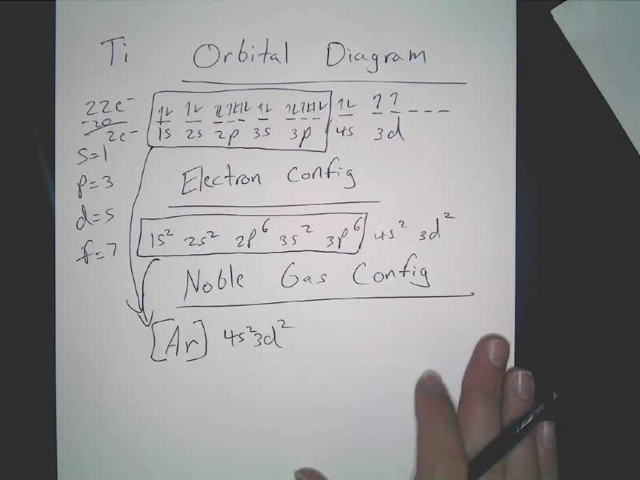 Ti Orbital Diagram
22e⁻
-20
2e⁻
1s 2s 2p 3s 3p 4s 3d
s=1
p=3
d=5
f=7
Electron Config
1s² 2s² 2p⁶ 3s² 3p⁶ 4s² 3d²
Noble Gas Config
[Ar] 4s²3d²